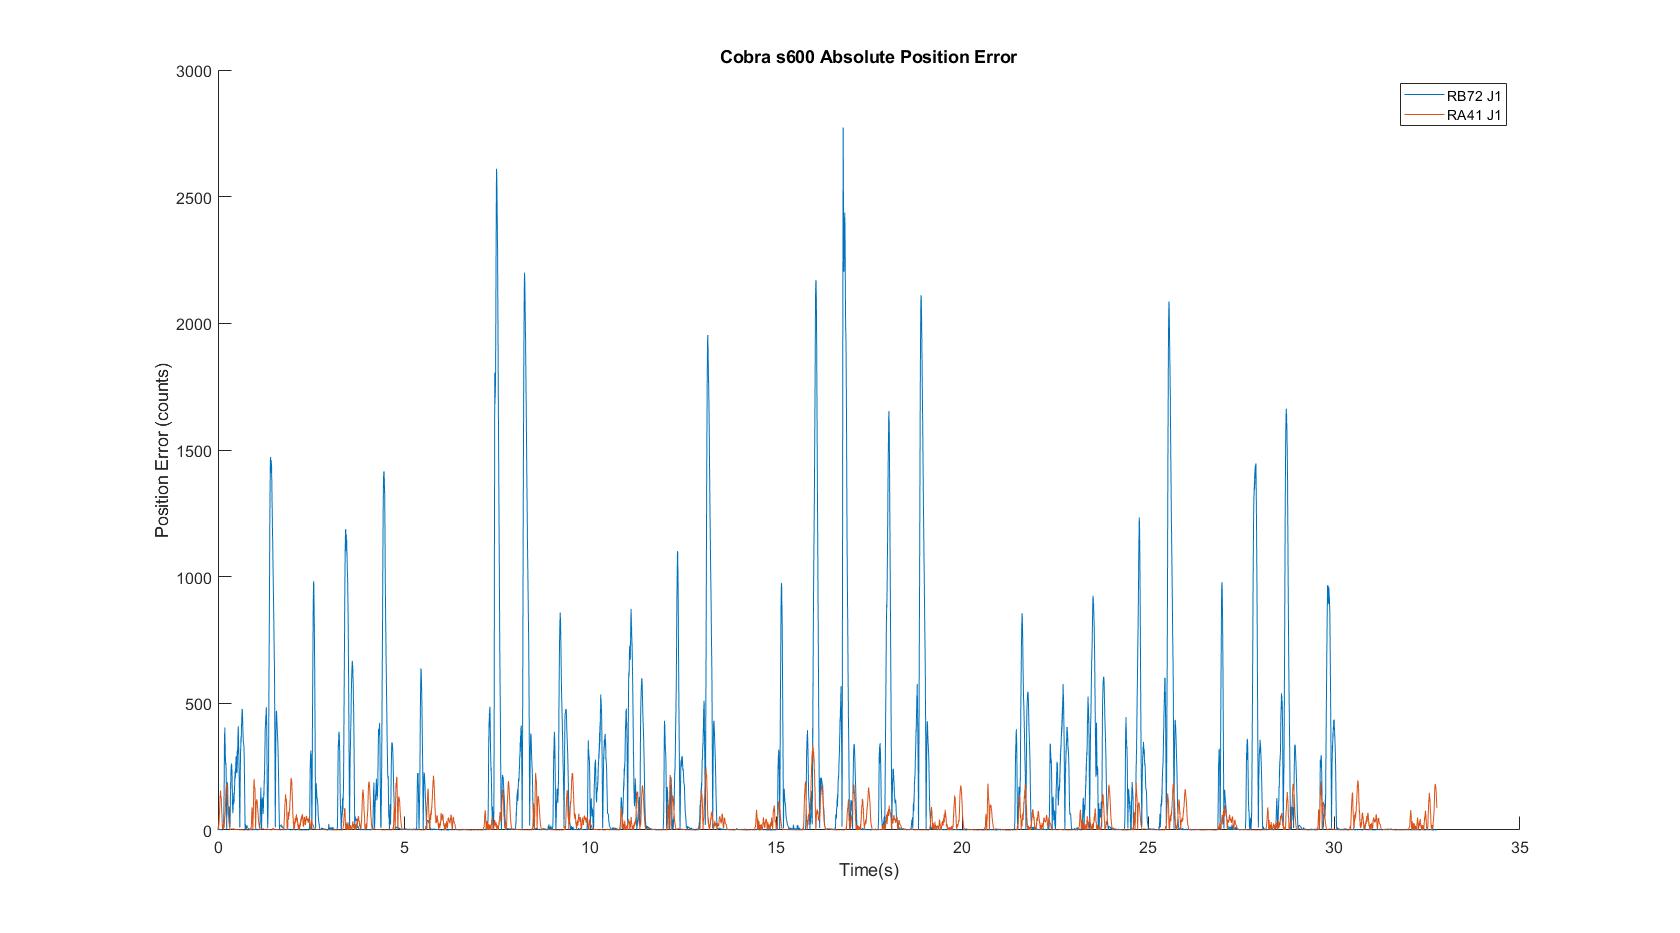 Cobra s600 Absolute Position Error
RB72 J1
RA41 J1
3000
2500
2000
1500
1000
500
0
Position Error (counts)
0 5 10 15 20 25 30 35
Time(s)